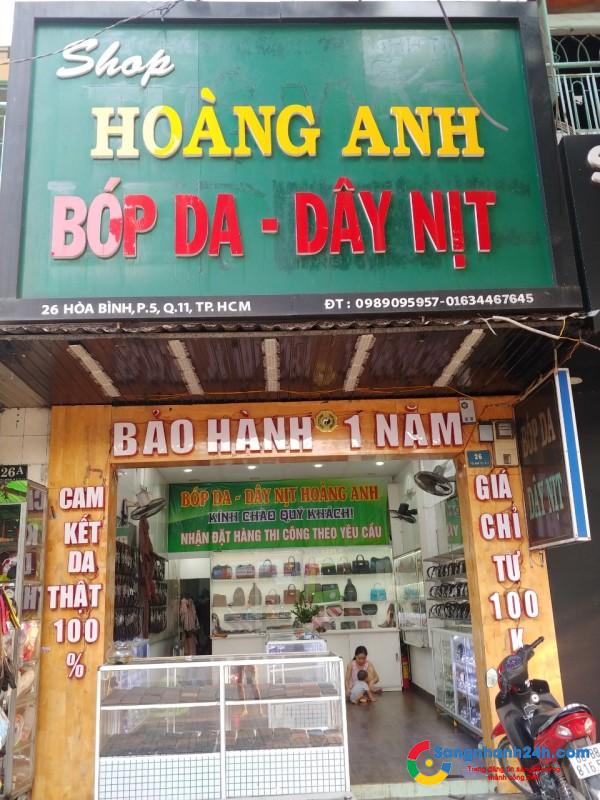 Shop
HOÀNG ANH
BÓP DA - DÂY NỊT
26 HÒA BÌNH, P.5, Q.11, TP. HCM
ĐT : 0989095957-01634467645
BẢO HÀNH 1 NĂM
26A
26
CAM
KẾT
DA
THẬT
100
%
BÓP DA - DÂY NỊT HOÀNG ANH
KÍNH CHÀO QUÝ KHÁCH!
NHẬN ĐẶT HÀNG THI CÔNG THEO YÊU CẦU
GIÁ
CHỈ
TỪ
100
K
BÓP DA
DÂY NỊT
Sangnhanh24h.com